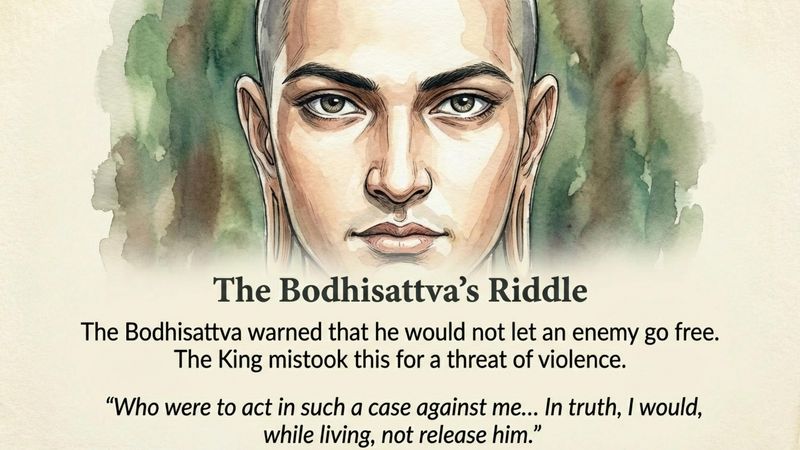 The Bodhisattva’s Riddle
The Bodhisattva warned that he would not let an enemy go free.
The King mistook this for a threat of violence.
“Who were to act in such a case against me... In truth, I would,
while living, not release him.”